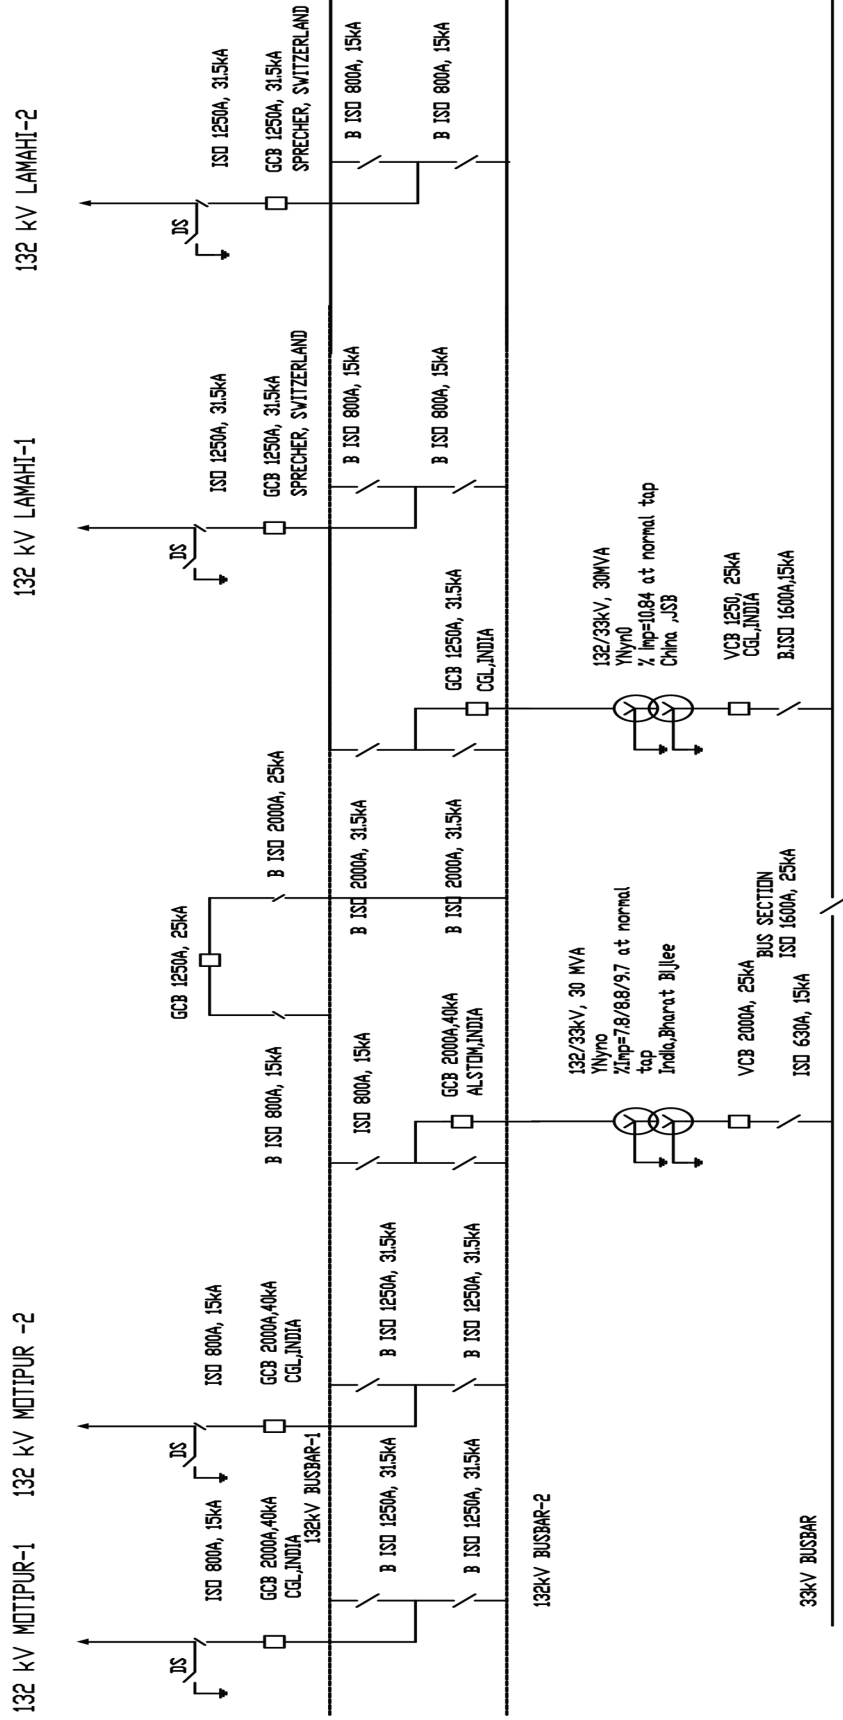 132 kV MOTIPUR-1
132 kV MOTIPUR -2
132 kV LAMAHI-1
132 kV LAMAHI-2
DS
ISO 800A, 15kA
GCB 2000A,40kA
CGL,INDIA
DS
ISO 800A, 15kA
GCB 2000A,40kA
CGL,INDIA
132kV BUSBAR-1
GCB 1250A, 25kA
B ISO 800A, 15kA
B ISO 2000A, 25kA
DS
ISO 1250A, 31.5kA
GCB 1250A, 31.5kA
SPRECHER, SWITZERLAND
DS
ISO 1250A, 31.5kA
GCB 1250A, 31.5kA
SPRECHER, SWITZERLAND
B ISO 1250A, 31.5kA
B ISO 1250A, 31.5kA
B ISO 1250A, 31.5kA
B ISO 1250A, 31.5kA
ISO 800A, 15kA
GCB 2000A,40kA
ALSTOM,INDIA
B ISO 2000A, 31.5kA
B ISO 2000A, 31.5kA
GCB 1250A, 31.5kA
CGL,INDIA
B ISO 800A, 15kA
B ISO 800A, 15kA
B ISO 800A, 15kA
B ISO 800A, 15kA
132kV BUSBAR-2
132/33kV, 30 MVA
YNyno
%Imp=7.8/8.8/9.7 at normal
tap
India,Bharat Bijlee
132/33kV, 30MVA
YNyn0
% Imp=10.84 at normal tap
China ,JSB
VCB 2000A, 25kA
ISO 630A, 15kA
BUS SECTION
ISO 1600A, 25kA
VCB 1250, 25kA
CGL,INDIA
B.ISO 1600A,15kA
33kV BUSBAR